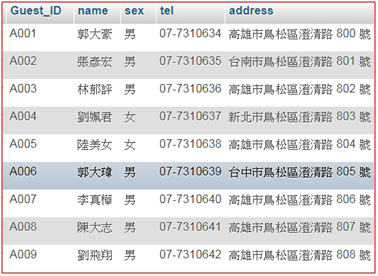 Guest_ID name sex tel address
A001 郭大豪 男 07-7310634 高雄市鳥松區澄清路 800 號
A002 張彥宏 男 07-7310635 台南市鳥松區澄清路 801 號
A003 林郁評 男 07-7310636 高雄市鳥松區澄清路 802 號
A004 劉姵君 女 07-7310637 新北市鳥松區澄清路 803 號
A005 陸美女 女 07-7310638 高雄市鳥松區澄清路 804 號
A006 郭大瑋 男 07-7310639 台中市鳥松區澄清路 805 號
A007 李真樺 男 07-7310640 高雄市鳥松區澄清路 806 號
A008 陳大志 男 07-7310641 高雄市鳥松區澄清路 807 號
A009 劉飛翔 男 07-7310642 高雄市鳥松區澄清路 808 號